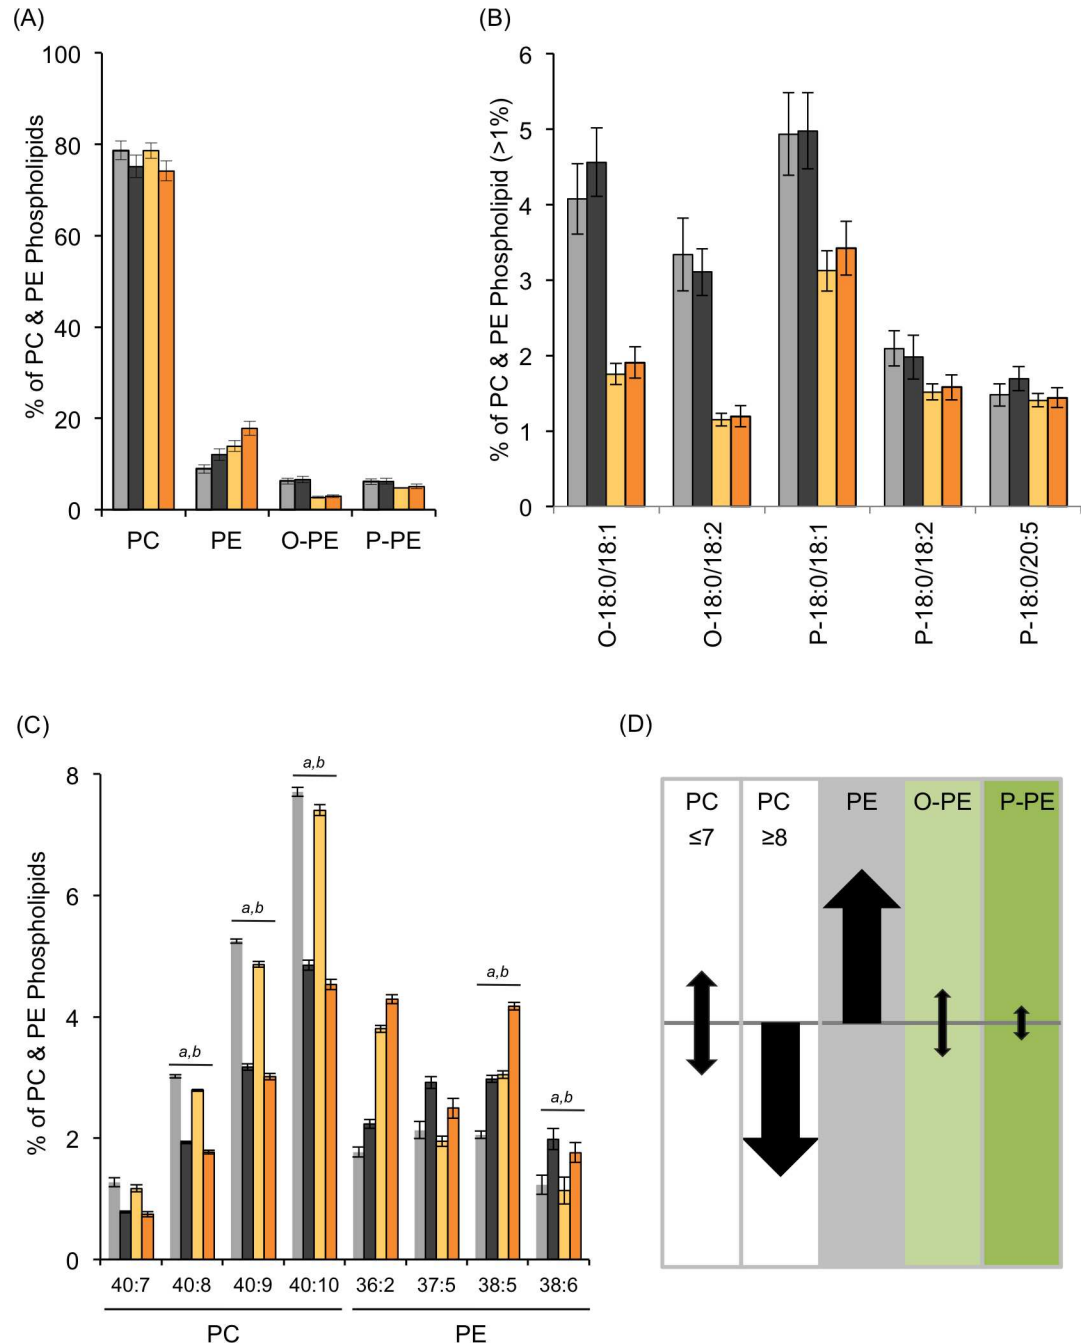 (A)
% of PC & PE Phospholipids
100
80
60
40
20
0
PC PE O-PE P-PE
(B)
% of PC & PE Phospholipid (>1%)
6
5
4
3
2
1
0
O-18:0/18:1
O-18:0/18:2
P-18:0/18:1
P-18:0/18:2
P-18:0/20:5
(C)
% of PC & PE Phospholipids
8
6
4
2
0
a,b
a,b
a,b
a,b
a,b
40:7 40:8 40:9 40:10 36:2 37:5 38:5 38:6
PC PE
(D)
PC PC PE O-PE P-PE
≤7 ≥8